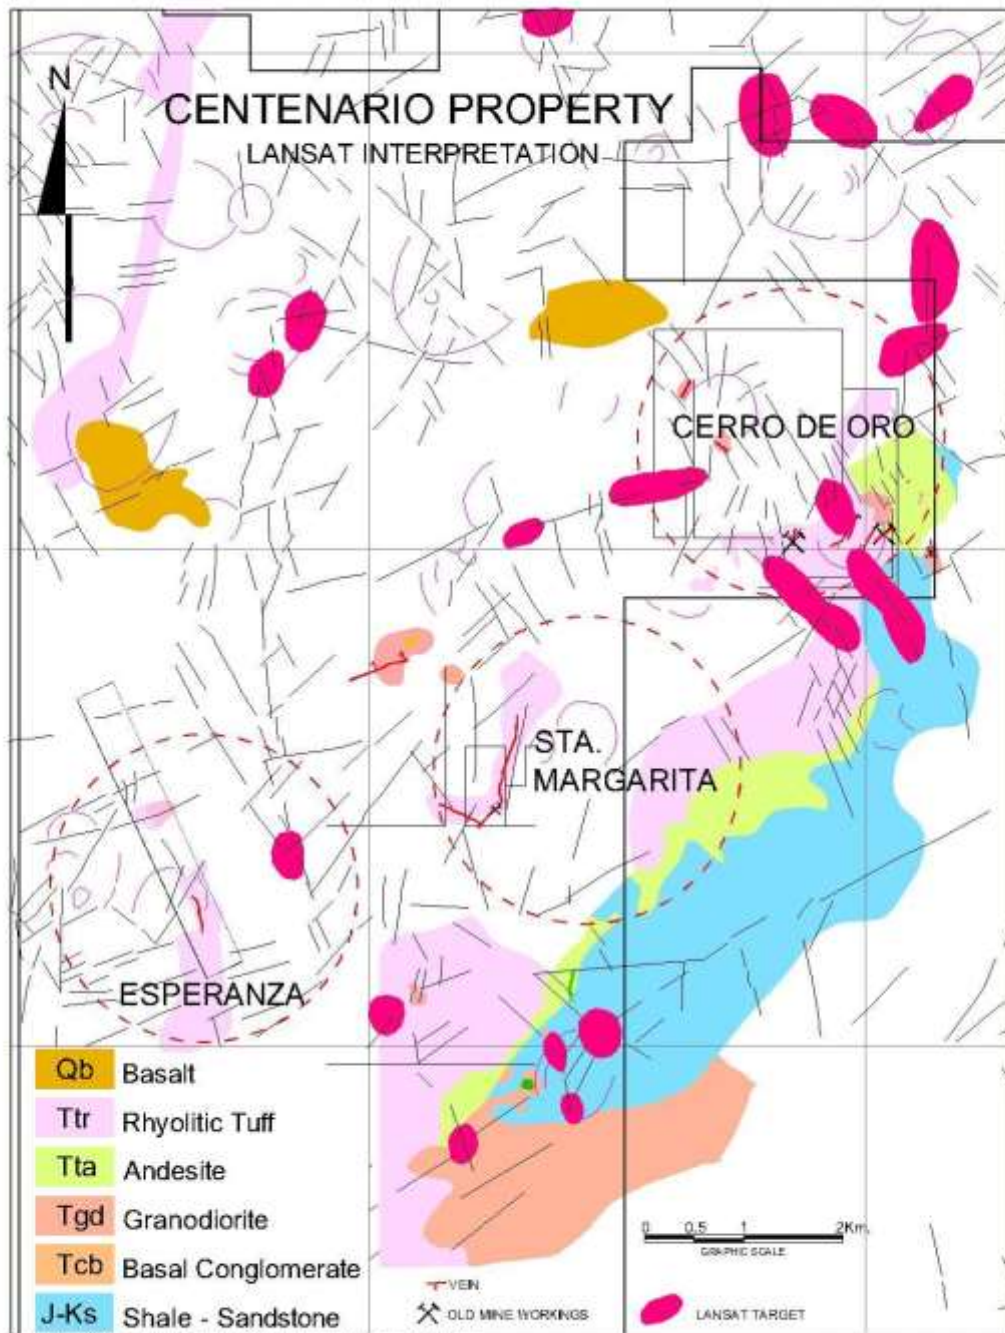 N
CENTENARIO PROPERTY
LANSAT INTERPRETATION
CERRO DE ORO
STA.
MARGARITA
ESPERANZA
Qb Basalt
Ttr Rhyolitic Tuff
Tta Andesite
Tgd Granodiorite
Tcb Basal Conglomerate
J-Ks Shale - Sandstone
0 0.5 1 2Km.
GRAPHIC SCALE
VEIN
OLD MINE WORKINGS
LANSAT TARGET